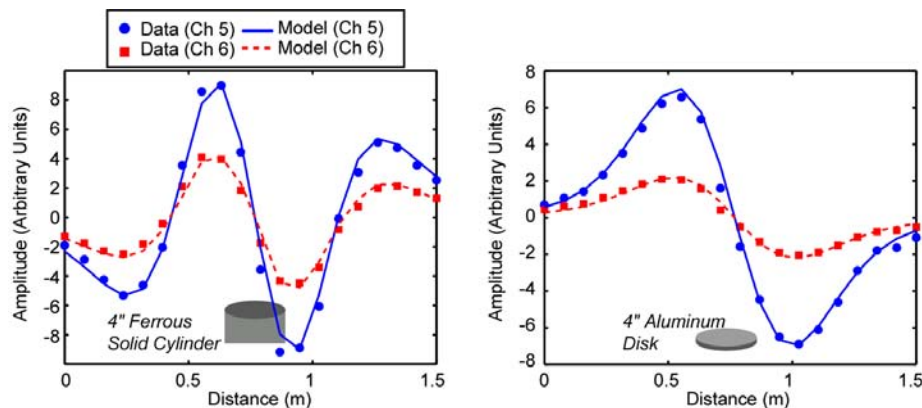 Data (Ch 5) Model (Ch 5)
Data (Ch 6) Model (Ch 6)
Amplitude (Arbitrary Units)
8
6
4
2
0
-2
-4
-6
-8
4" Ferrous
Solid Cylinder
0 0.5 1 1.5
Distance (m)
Amplitude (Arbitrary Units)
8
6
4
2
0
-2
-4
-6
-8
4" Aluminum
Disk
0 0.5 1 1.5
Distance (m)